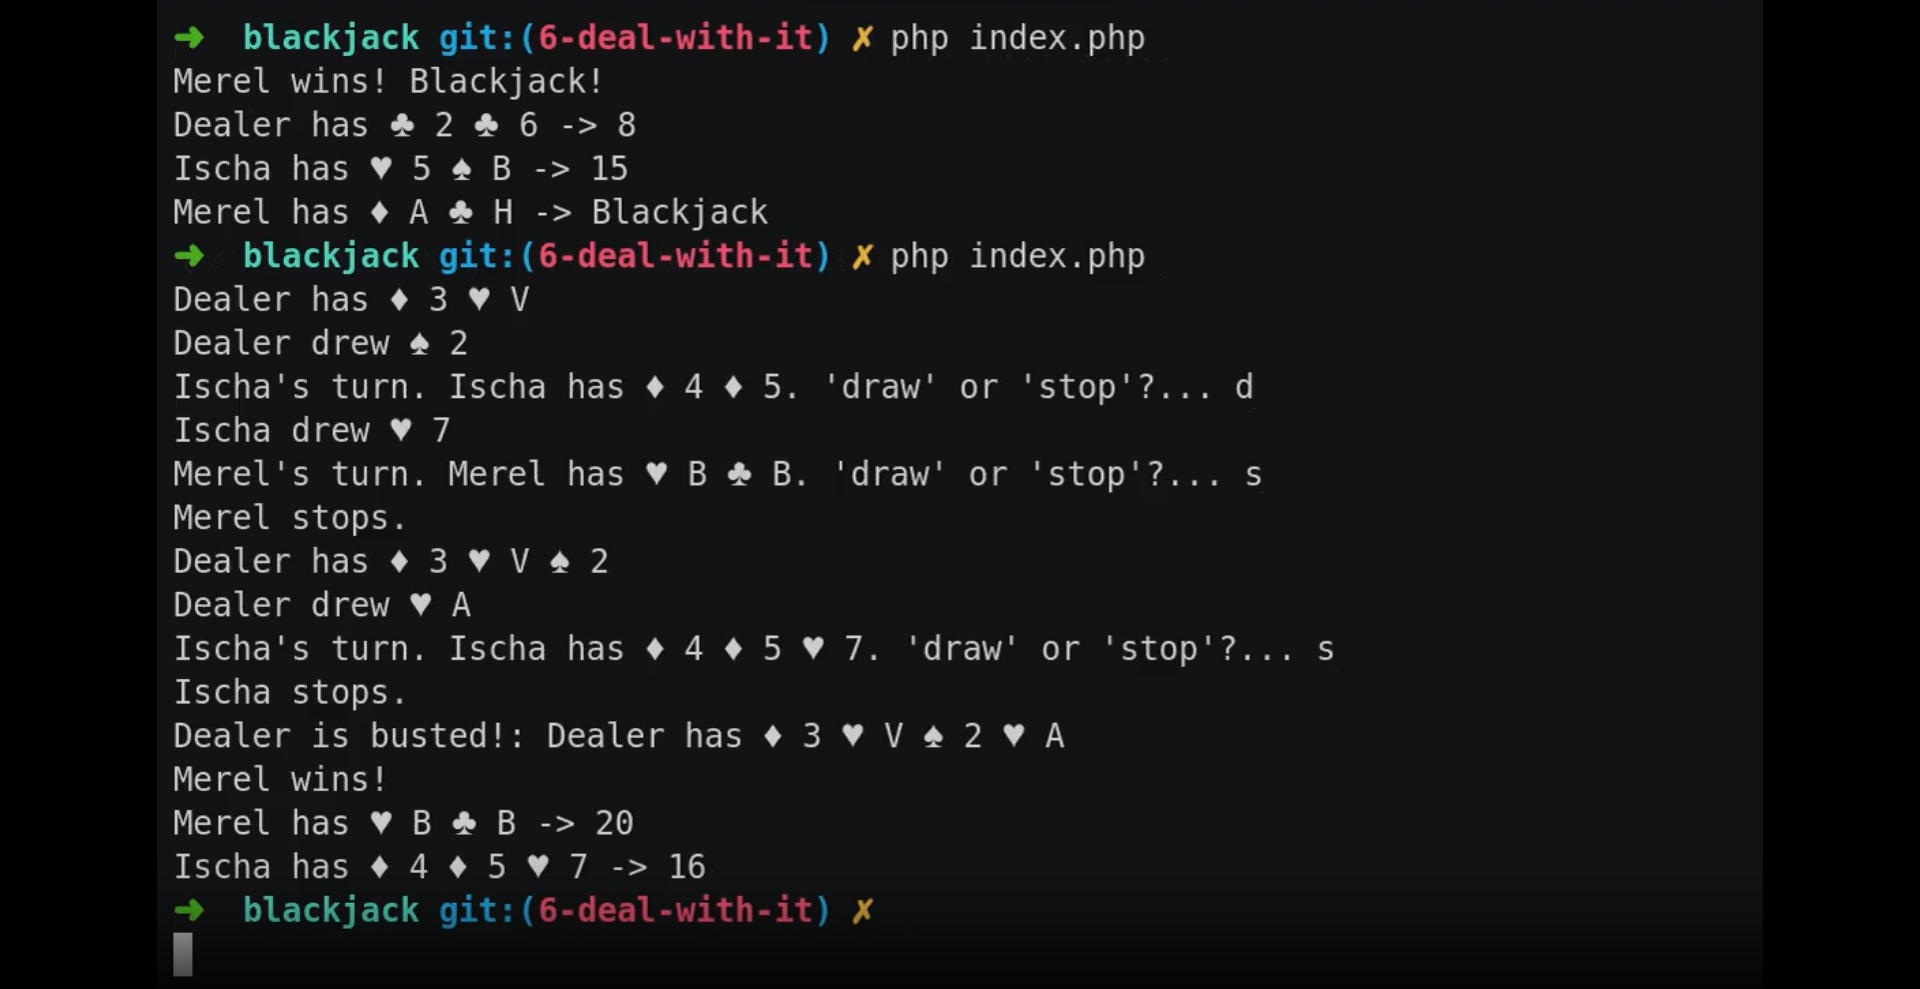 ➜  blackjack git:(6-deal-with-it) ✗ php index.php
Merel wins! Blackjack!
Dealer has ♣ 2 ♣ 6 -> 8
Ischa has ♥ 5 ♠ B -> 15
Merel has ♦ A ♣ H -> Blackjack
➜  blackjack git:(6-deal-with-it) ✗ php index.php
Dealer has ♦ 3 ♥ V
Dealer drew ♠ 2
Ischa's turn. Ischa has ♦ 4 ♦ 5. 'draw' or 'stop'?... d
Ischa drew ♥ 7
Merel's turn. Merel has ♥ B ♣ B. 'draw' or 'stop'?... s
Merel stops.
Dealer has ♦ 3 ♥ V ♠ 2
Dealer drew ♥ A
Ischa's turn. Ischa has ♦ 4 ♦ 5 ♥ 7. 'draw' or 'stop'?... s
Ischa stops.
Dealer is busted!: Dealer has ♦ 3 ♥ V ♠ 2 ♥ A
Merel wins!
Merel has ♥ B ♣ B -> 20
Ischa has ♦ 4 ♦ 5 ♥ 7 -> 16
➜  blackjack git:(6-deal-with-it) ✗